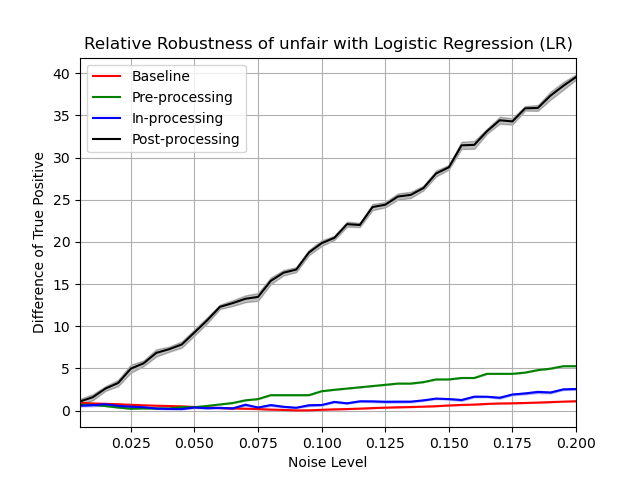 Relative Robustness of unfair with Logistic Regression (LR)
Baseline
Pre-processing
In-processing
Post-processing
Difference of True Positive
40
35
30
25
20
15
10
5
0
0.025 0.050 0.075 0.100 0.125 0.150 0.175 0.200
Noise Level